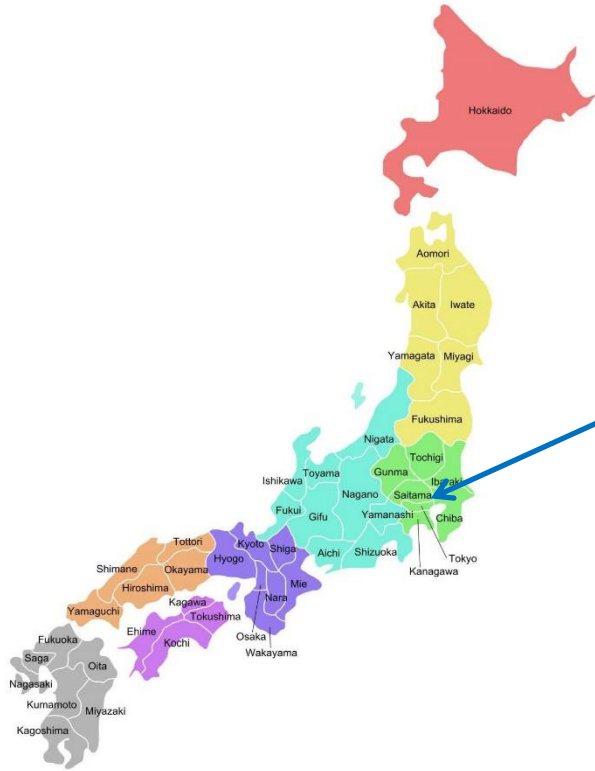 Hokkaido
Aomori
Akita
Iwate
Yamagata
Miyagi
Fukushima
Nigata
Tochigi
Gunma
Ibaraki
Toyama
Ishikawa
Nagano
Saitama
Fukui
Gifu
Yamanashi
Chiba
Tokyo
Kanagawa
Aichi
Shizuoka
Kyoto
Shiga
Hyogo
Mie
Nara
Osaka
Wakayama
Tottori
Shimane
Okayama
Hiroshima
Yamaguchi
Kagawa
Tokushima
Ehime
Kochi
Fukuoka
Saga
Oita
Nagasaki
Kumamoto
Miyazaki
Kagoshima